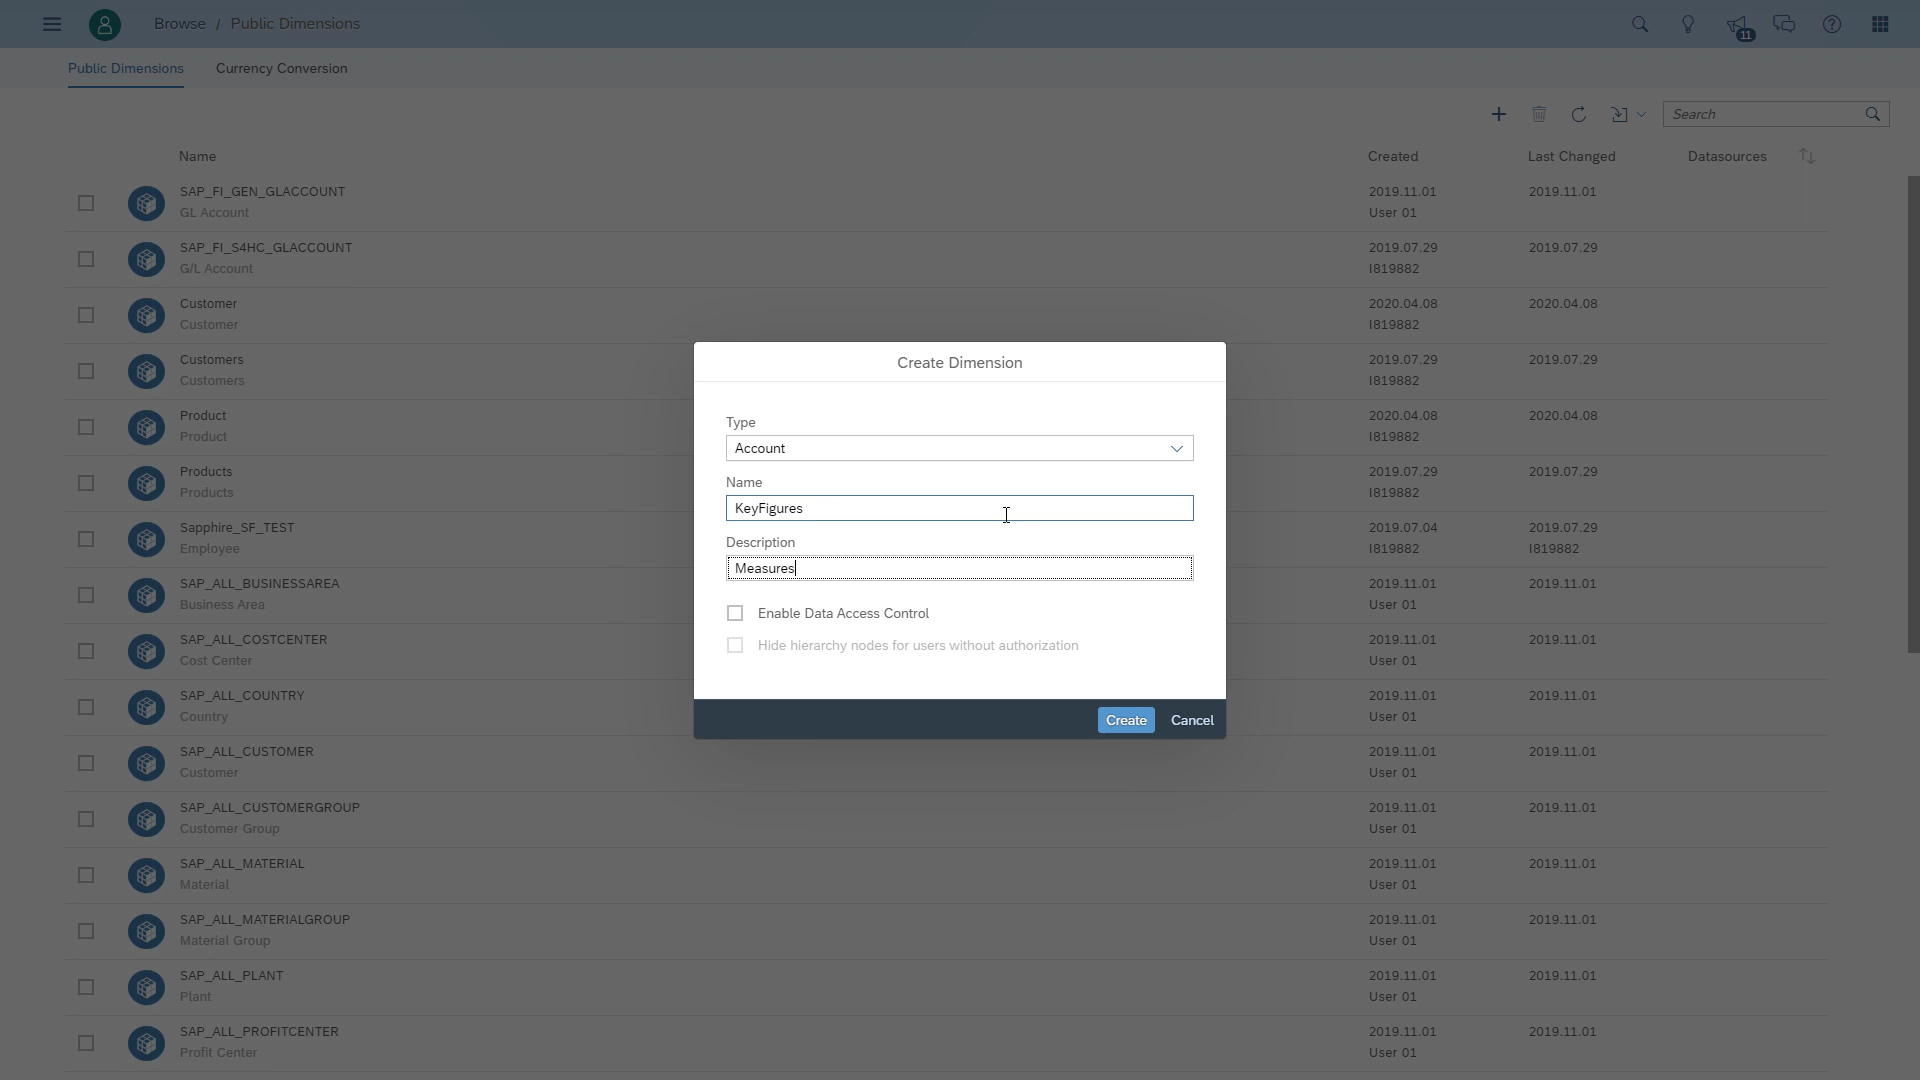 Browse / Public Dimensions
11
Public Dimensions Currency Conversion
Search
Name Created Last Changed Datasources
SAP_FI_GEN_GLACCOUNT 2019.11.01 2019.11.01
GL Account User 01
SAP_FI_S4HC_GLACCOUNT 2019.07.29 2019.07.29
G/L Account I819882
Customer 2020.04.08 2020.04.08
Customer I819882
Customers 2019.07.29 2019.07.29
Customers I819882
Product 2020.04.08 2020.04.08
Product I819882
Products 2019.07.29 2019.07.29
Products I819882
Sapphire_SF_TEST 2019.07.04 2019.07.29
Employee I819882 I819882
SAP_ALL_BUSINESSAREA 2019.11.01 2019.11.01
Business Area User 01
SAP_ALL_COSTCENTER 2019.11.01 2019.11.01
Cost Center User 01
SAP_ALL_COUNTRY 2019.11.01 2019.11.01
Country User 01
SAP_ALL_CUSTOMER 2019.11.01 2019.11.01
Customer User 01
SAP_ALL_CUSTOMERGROUP 2019.11.01 2019.11.01
Customer Group User 01
SAP_ALL_MATERIAL 2019.11.01 2019.11.01
Material User 01
SAP_ALL_MATERIALGROUP 2019.11.01 2019.11.01
Material Group User 01
SAP_ALL_PLANT 2019.11.01 2019.11.01
Plant User 01
SAP_ALL_PROFITCENTER 2019.11.01 2019.11.01
Profit Center User 01
Create Dimension
Type
Account
Name
KeyFigures
Description
Measures
Enable Data Access Control
Hide hierarchy nodes for users without authorization
Create Cancel